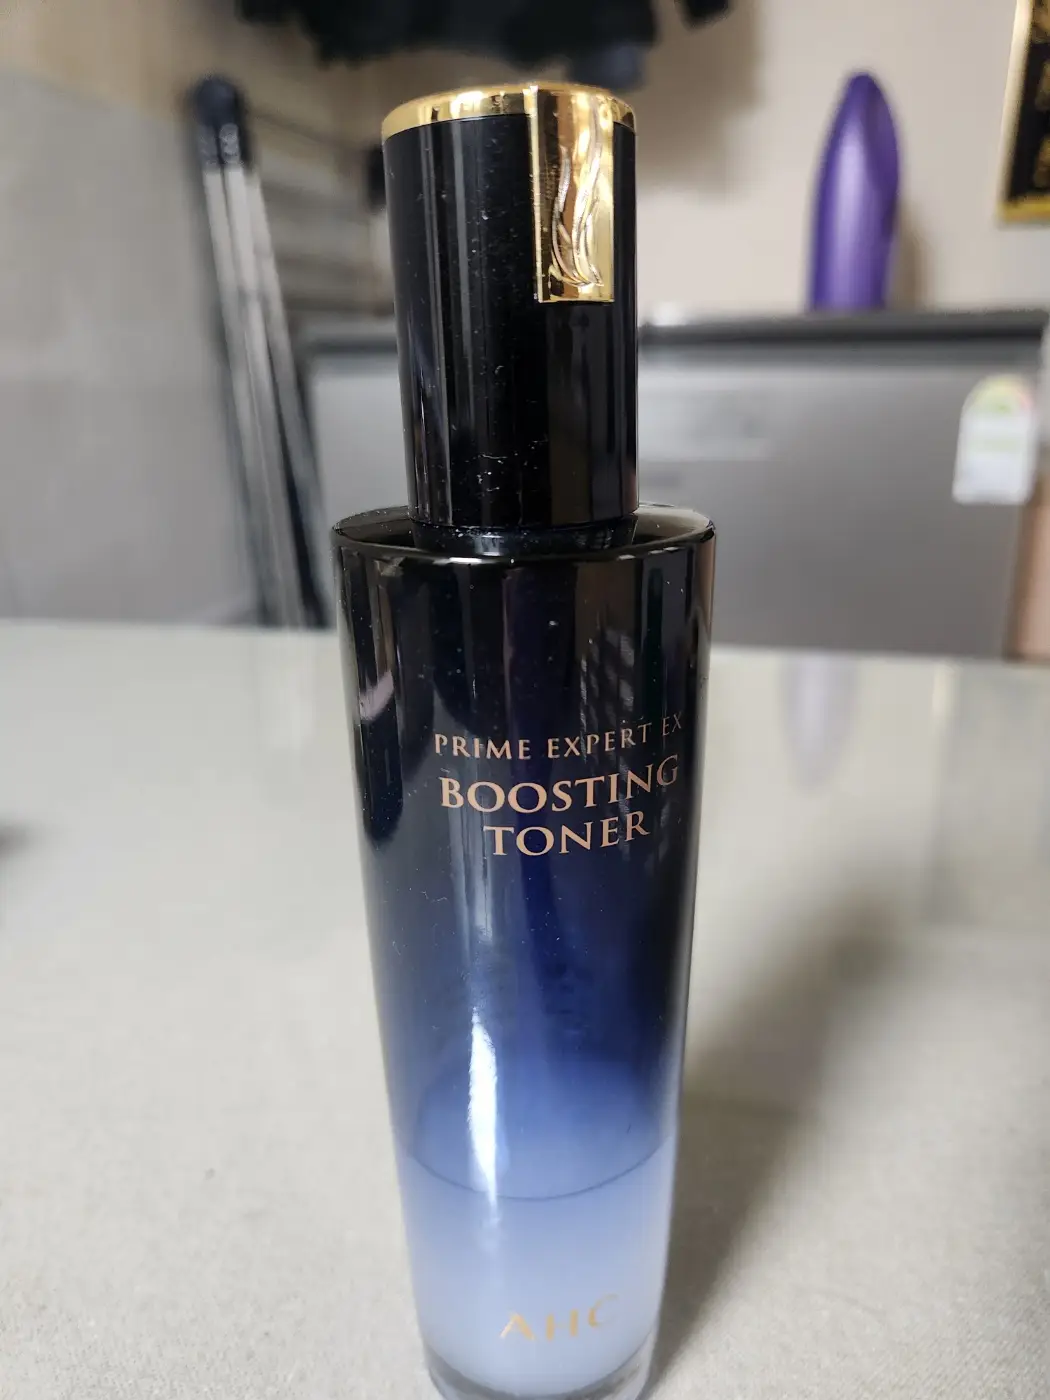 PRIME EXPERT EX
BOOSTING
TONER
AHC